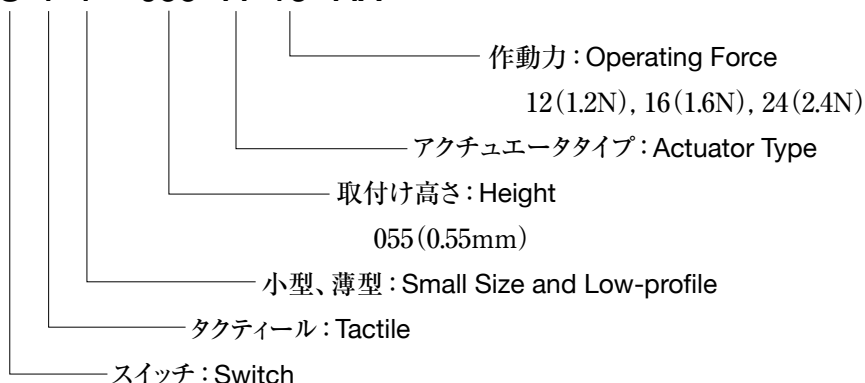 作動力：Operating Force
12(1.2N), 16(1.6N), 24(2.4N)
アクチュエータタイプ：Actuator Type
取付け高さ：Height
055(0.55mm)
小型、薄型：Small Size and Low-profile
タクティール：Tactile
スイッチ：Switch